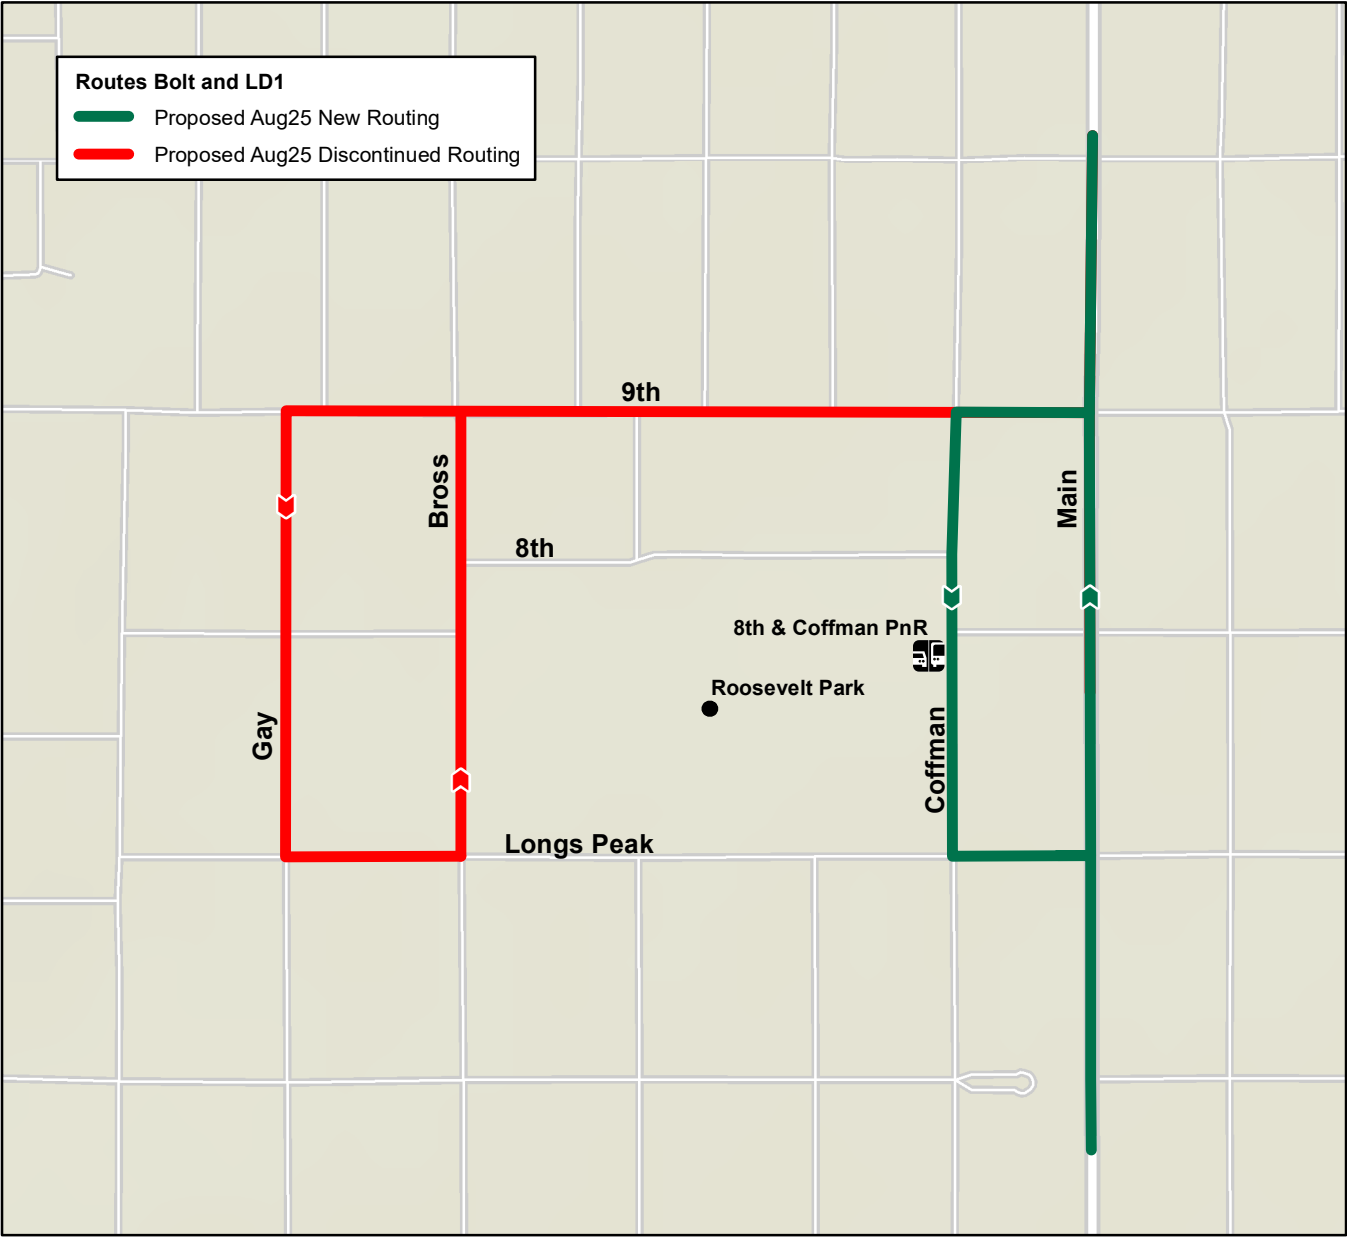 Routes Bolt and LD1
Proposed Aug25 New Routing
Proposed Aug25 Discontinued Routing
9th
Bross
Main
8th
8th & Coffman PnR
Roosevelt Park
Gay
Coffman
Longs Peak